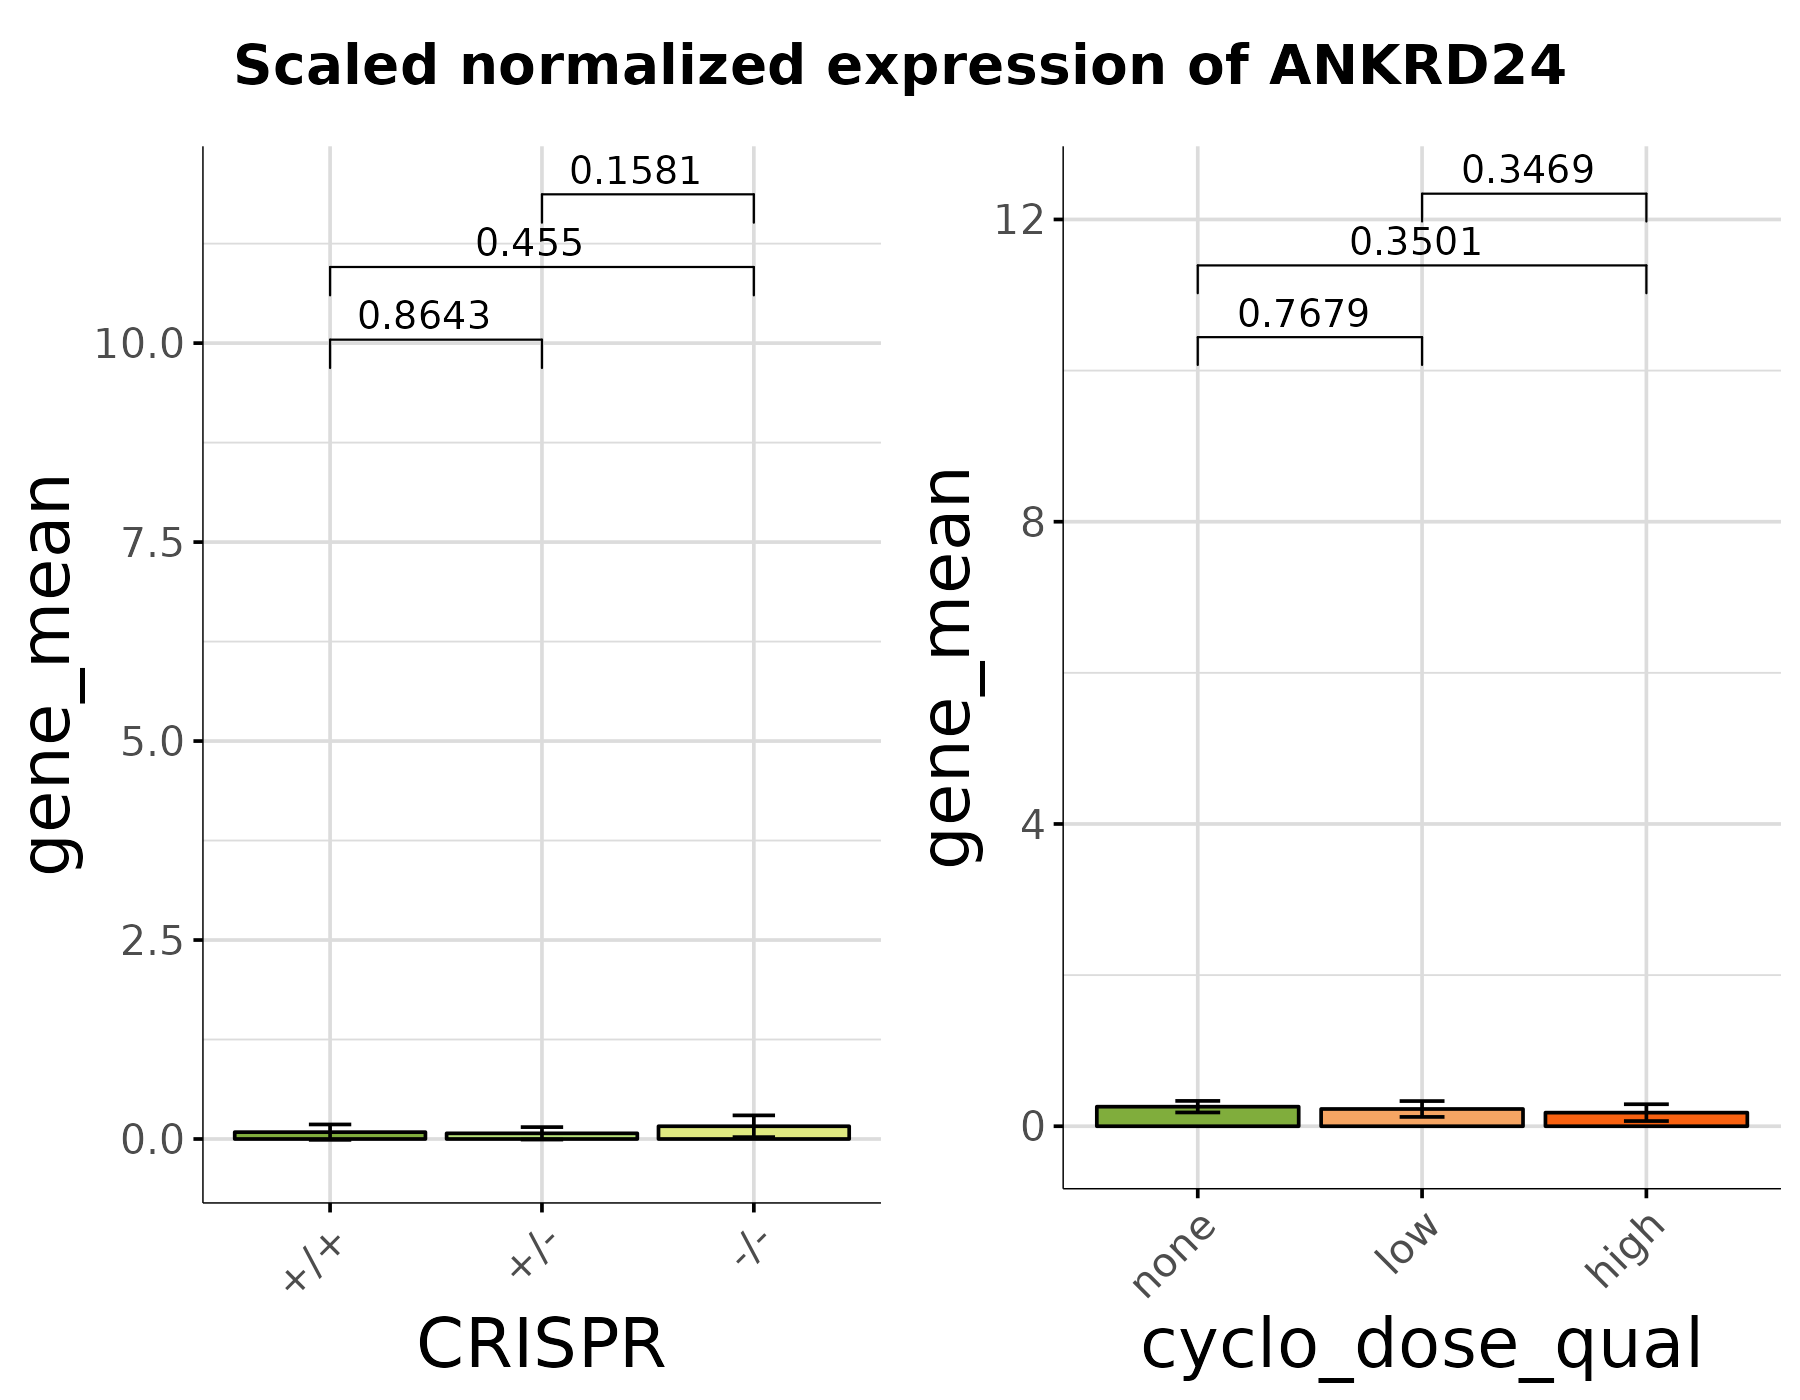 Scaled normalized expression of ANKRD24
gene_mean
10.0
7.5
5.0
2.5
0.0
0.1581
0.455
0.8643
+/+
+/-
-/-
CRISPR
gene_mean
12
8
4
0
0.3469
0.3501
0.7679
none
low
high
cyclo_dose_qual